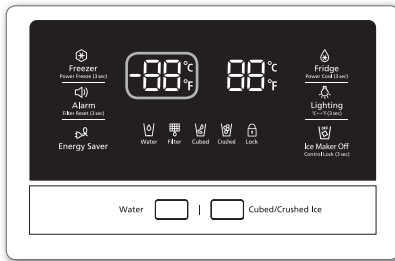 Freezer
Power Freeze (3 sec)
Alarm
Filter Reset (3 sec)
Energy Saver
-88 °C °F
88 °C °F
Water Filter Cubed Crushed Lock
Fridge
Power Cool (3 sec)
Lighting
°C↔°F (3 sec)
OFF
Ice Maker Off
Control Lock (3 sec)
Water | Cubed/Crushed Ice